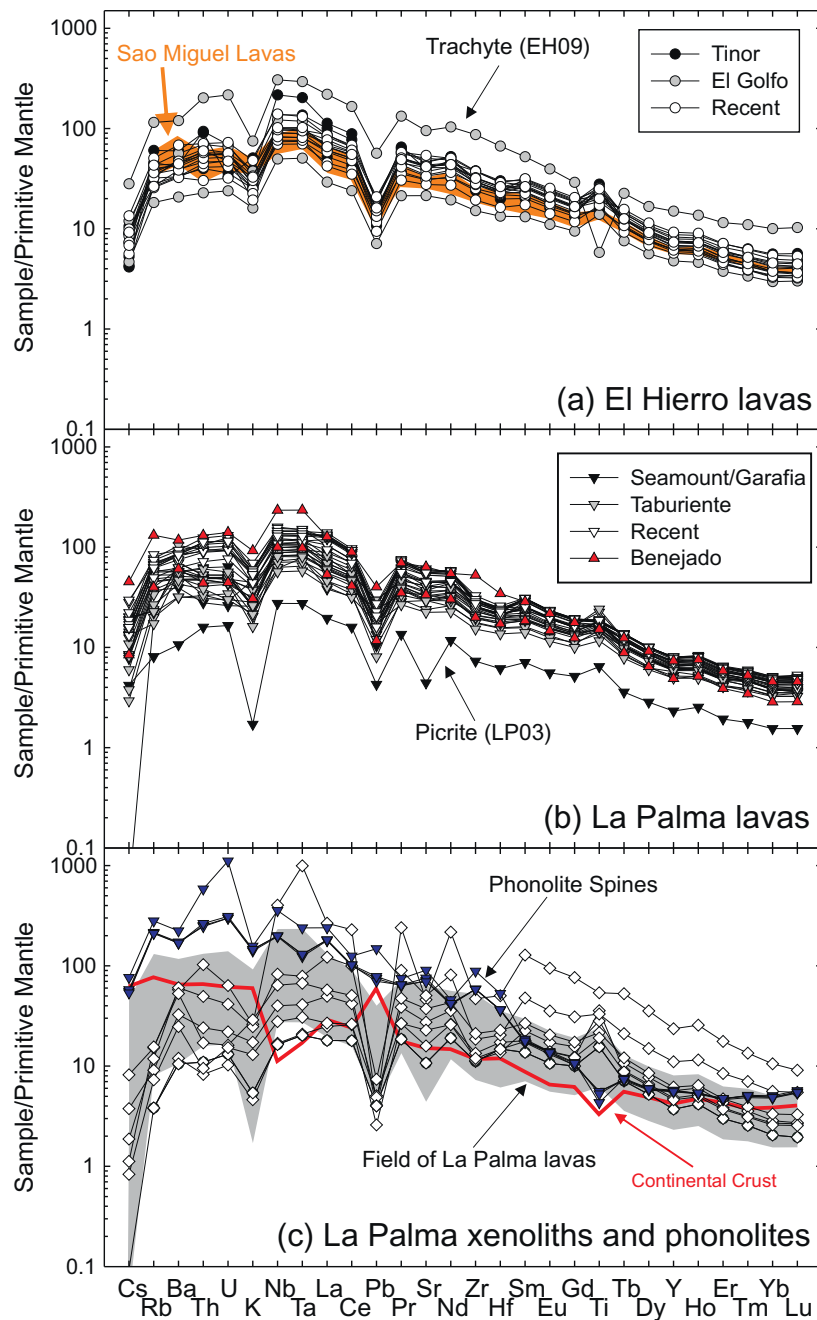 1000
100
10
1
0.1
Sample/Primitive Mantle
Sao Miguel Lavas
Trachyte (EH09)
Tinor
El Golfo
Recent
(a) El Hierro lavas
1000
100
10
1
0.1
Sample/Primitive Mantle
Seamount/Garafia
Taburiente
Recent
Benejado
Picrite (LP03)
(b) La Palma lavas
1000
100
10
1
0.1
Sample/Primitive Mantle
Phonolite Spines
Field of La Palma lavas
Continental Crust
(c) La Palma xenoliths and phonolites
Cs Ba U Nb La Pb Sr Zr Sm Gd Tb Y Er Yb
Rb Th K Ta Ce Pr Nd Hf Eu Ti Dy Ho Tm Lu